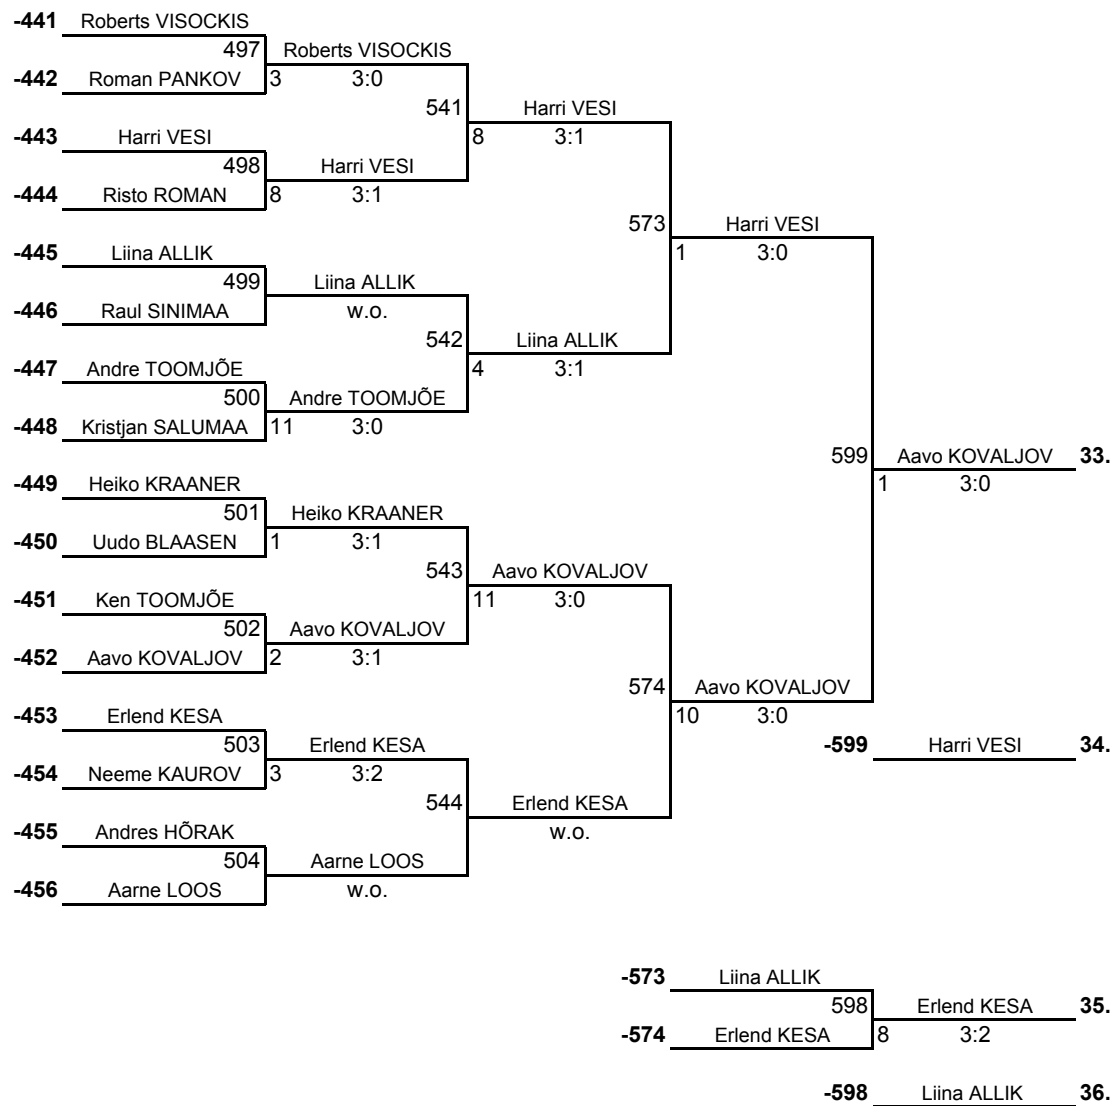 -441 Roberts VISOCKIS
497 Roberts VISOCKIS
-442 Roman PANKOV 3 3:0
541 Harri VESI
-443 Harri VESI 8 3:1
498 Harri VESI
-444 Risto ROMAN 8 3:1
573 Harri VESI
-445 Liina ALLIK 1 3:0
499 Liina ALLIK
-446 Raul SINIMAA w.o.
542 Liina ALLIK
-447 Andre TOOMJÕE 4 3:1
500 Andre TOOMJÕE
-448 Kristjan SALUMAA 11 3:0
599 Aavo KOVALJOV 33.
-449 Heiko KRAANER 1 3:0
501 Heiko KRAANER
-450 Uudo BLAASEN 1 3:1
543 Aavo KOVALJOV
-451 Ken TOOMJÕE 11 3:0
502 Aavo KOVALJOV
-452 Aavo KOVALJOV 2 3:1
574 Aavo KOVALJOV
-453 Erlend KESA 10 3:0
503 Erlend KESA -599 Harri VESI 34.
-454 Neeme KAUROV 3 3:2
544 Erlend KESA
-455 Andres HÕRAK w.o.
504 Aarne LOOS
-456 Aarne LOOS w.o.
-573 Liina ALLIK
598 Erlend KESA 35.
-574 Erlend KESA 8 3:2
-598 Liina ALLIK 36.